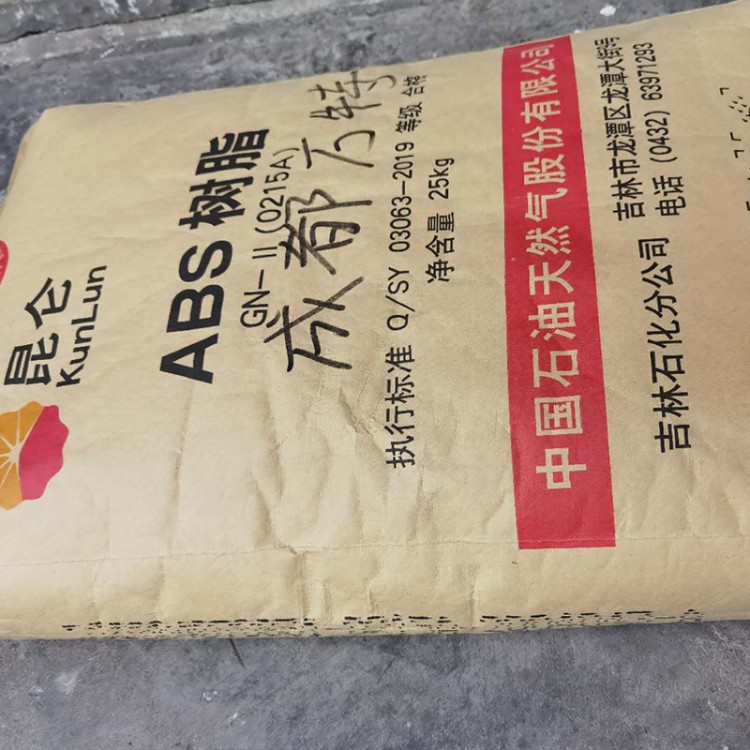 昆仑
KunLun
ABS树脂
GN-II(0215A)
成都方特
执行标准 Q/SY 03063-2019 等级 合格
净含量 25kg
中国石油天然气股份有限公司
吉林石化分公司
吉林市龙潭区龙潭大街9号
电话 (0432) 63971293